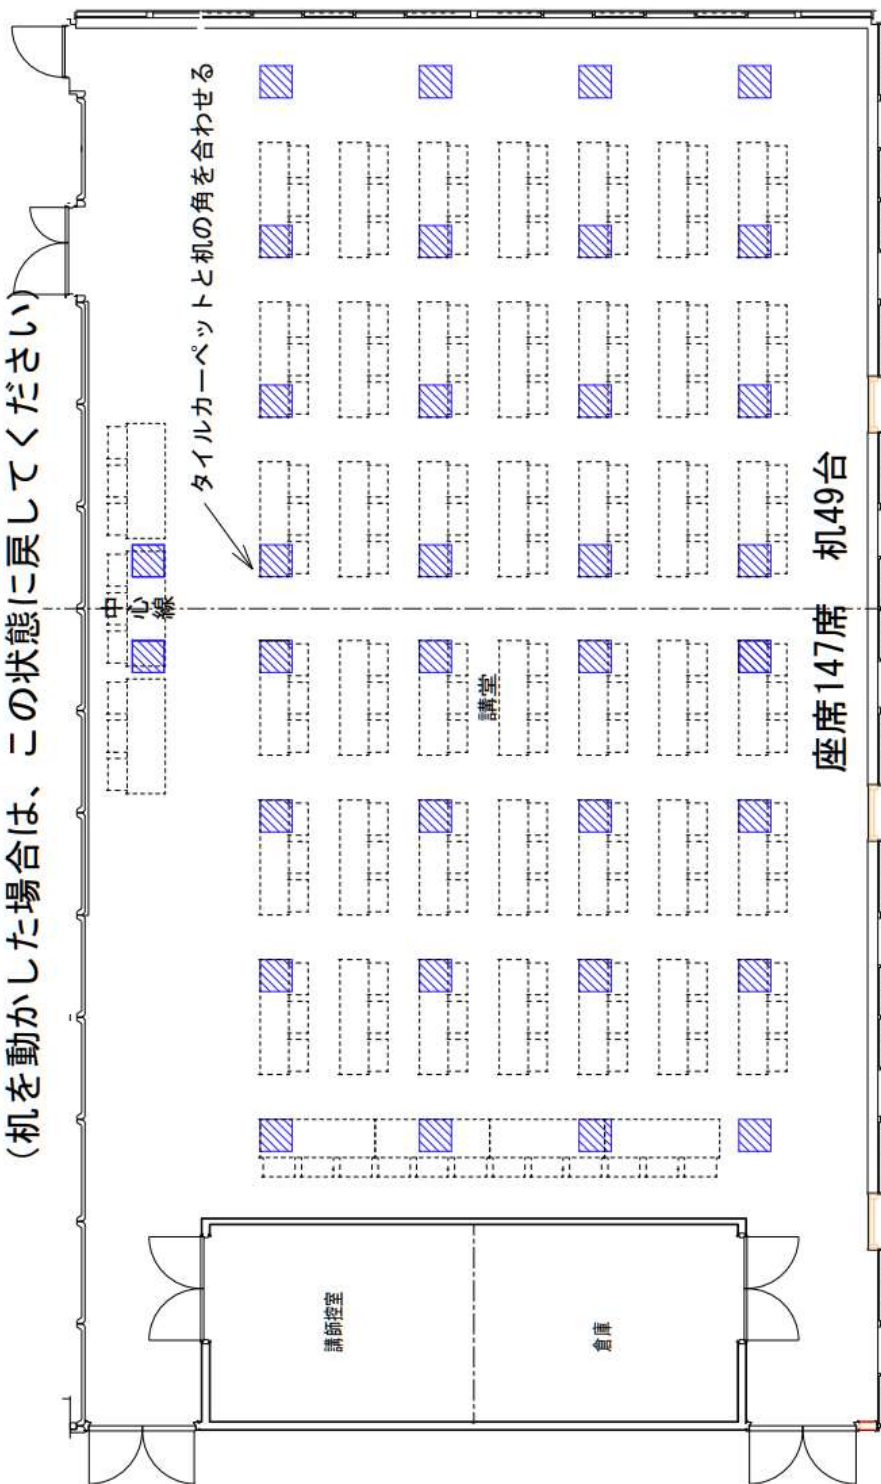 （机を動かした場合は、この状態に戻してください）
タイルカーペットと机の角を合わせる
中心線
講堂
座席147席　机49台
講師控室
倉庫